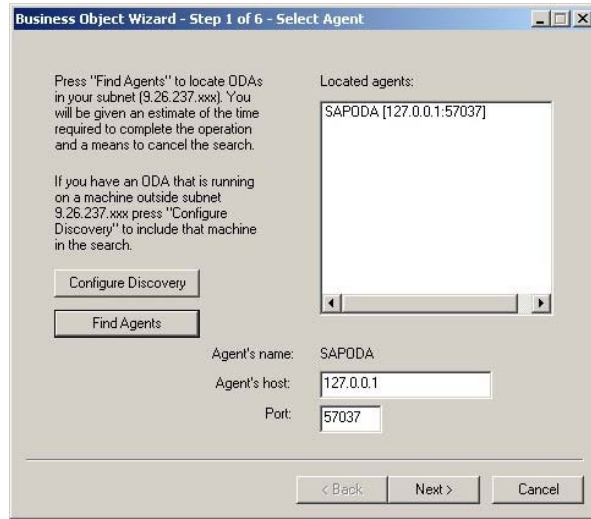 Business Object Wizard - Step 1 of 6 - Select Agent
Press "Find Agents" to locate ODAs
in your subnet (9.26.237.xxx). You
will be given an estimate of the time
required to complete the operation
and a means to cancel the search.
If you have an ODA that is running
on a machine outside subnet
9.26.237.xxx press "Configure
Discovery" to include that machine
in the search.
Configure Discovery
Find Agents
Located agents:
SAPODA [127.0.0.1:57037]
Agent's name: SAPODA
Agent's host: 127.0.0.1
Port: 57037
< Back Next > Cancel